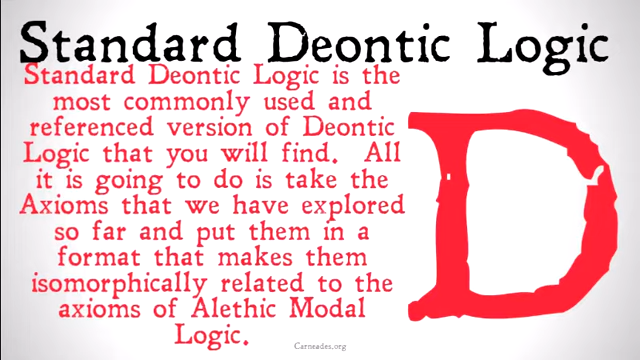 Standard Deontic Logic
Standard Deontic Logic is the
most commonly used and
referenced version of Deontic
Logic that you will find. All
it is going to do is take the
Axioms that we have explored
so far and put them in a
format that makes them
isomorphically related to the
axioms of Alethic Modal
Logic.
D
Carneades.org